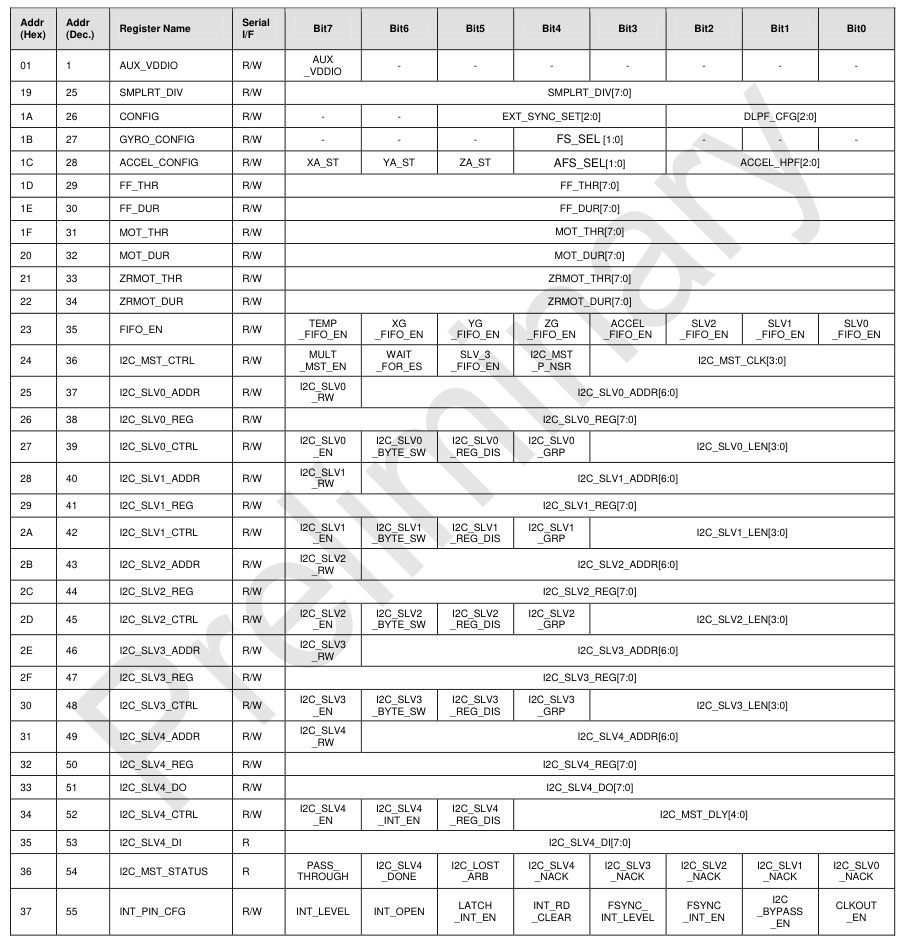 Addr (Hex) Addr (Dec.) Register Name Serial I/F Bit7 Bit6 Bit5 Bit4 Bit3 Bit2 Bit1 Bit0
01 1 AUX_VDDIO R/W AUX _VDDIO - - - - - - -
19 25 SMPLRT_DIV R/W SMPLRT_DIV[7:0]
1A 26 CONFIG R/W - - EXT_SYNC_SET[2:0] DLPF_CFG[2:0]
1B 27 GYRO_CONFIG R/W - - - FS_SEL [1:0] - - -
1C 28 ACCEL_CONFIG R/W XA_ST YA_ST ZA_ST AFS_SEL[1:0] ACCEL_HPF[2:0]
1D 29 FF_THR R/W FF_THR[7:0]
1E 30 FF_DUR R/W FF_DUR[7:0]
1F 31 MOT_THR R/W MOT_THR[7:0]
20 32 MOT_DUR R/W MOT_DUR[7:0]
21 33 ZRMOT_THR R/W ZRMOT_THR[7:0]
22 34 ZRMOT_DUR R/W ZRMOT_DUR[7:0]
23 35 FIFO_EN R/W TEMP _FIFO_EN XG _FIFO_EN YG _FIFO_EN ZG _FIFO_EN ACCEL _FIFO_EN SLV2 _FIFO_EN SLV1 _FIFO_EN SLV0 _FIFO_EN
24 36 I2C_MST_CTRL R/W MULT _MST_EN WAIT _FOR_ES SLV_3 _FIFO_EN I2C_MST _P_NSR I2C_MST_CLK[3:0]
25 37 I2C_SLV0_ADDR R/W I2C_SLV0 _RW I2C_SLV0_ADDR[6:0]
26 38 I2C_SLV0_REG R/W I2C_SLV0_REG[7:0]
27 39 I2C_SLV0_CTRL R/W I2C_SLV0 _EN I2C_SLV0 _BYTE_SW I2C_SLV0 _REG_DIS I2C_SLV0 _GRP I2C_SLV0_LEN[3:0]
28 40 I2C_SLV1_ADDR R/W I2C_SLV1 _RW I2C_SLV1_ADDR[6:0]
29 41 I2C_SLV1_REG R/W I2C_SLV1_REG[7:0]
2A 42 I2C_SLV1_CTRL R/W I2C_SLV1 _EN I2C_SLV1 _BYTE_SW I2C_SLV1 _REG_DIS I2C_SLV1 _GRP I2C_SLV1_LEN[3:0]
2B 43 I2C_SLV2_ADDR R/W I2C_SLV2 _RW I2C_SLV2_ADDR[6:0]
2C 44 I2C_SLV2_REG R/W I2C_SLV2_REG[7:0]
2D 45 I2C_SLV2_CTRL R/W I2C_SLV2 _EN I2C_SLV2 _BYTE_SW I2C_SLV2 _REG_DIS I2C_SLV2 _GRP I2C_SLV2_LEN[3:0]
2E 46 I2C_SLV3_ADDR R/W I2C_SLV3 _RW I2C_SLV3_ADDR[6:0]
2F 47 I2C_SLV3_REG R/W I2C_SLV3_REG[7:0]
30 48 I2C_SLV3_CTRL R/W I2C_SLV3 _EN I2C_SLV3 _BYTE_SW I2C_SLV3 _REG_DIS I2C_SLV3 _GRP I2C_SLV3_LEN[3:0]
31 49 I2C_SLV4_ADDR R/W I2C_SLV4 _RW I2C_SLV4_ADDR[6:0]
32 50 I2C_SLV4_REG R/W I2C_SLV4_REG[7:0]
33 51 I2C_SLV4_DO R/W I2C_SLV4_DO[7:0]
34 52 I2C_SLV4_CTRL R/W I2C_SLV4 _EN I2C_SLV4 _INT_EN I2C_SLV4 _REG_DIS I2C_MST_DLY[4:0]
35 53 I2C_SLV4_DI R I2C_SLV4_DI[7:0]
36 54 I2C_MST_STATUS R PASS_ THROUGH I2C_SLV4 _DONE I2C_LOST _ARB I2C_SLV4 _NACK I2C_SLV3 _NACK I2C_SLV2 _NACK I2C_SLV1 _NACK I2C_SLV0 _NACK
37 55 INT_PIN_CFG R/W INT_LEVEL INT_OPEN LATCH _INT_EN INT_RD _CLEAR FSYNC_ INT_LEVEL FSYNC _INT_EN I2C _BYPASS _EN CLKOUT _EN
Preliminary